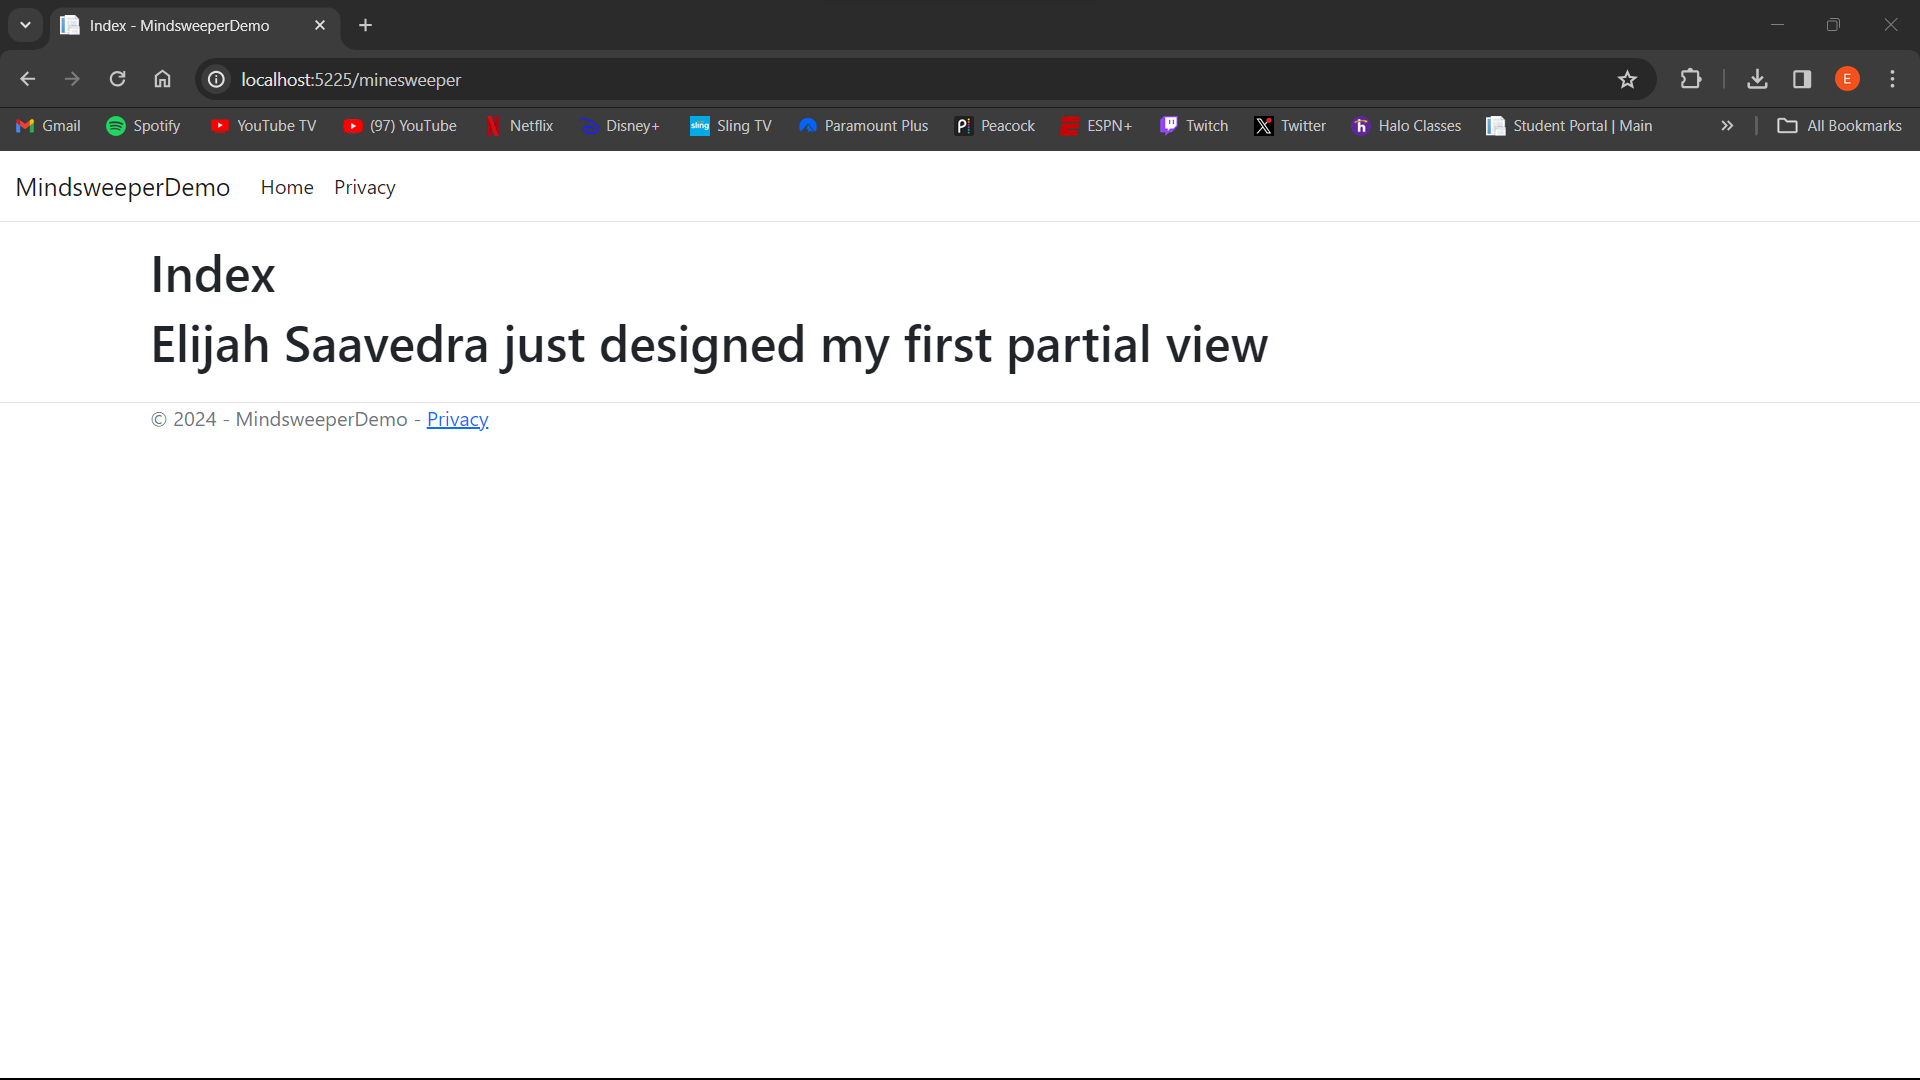 Index - MindsweeperDemo
localhost:5225/minesweeper
E
Gmail Spotify YouTube TV (97) YouTube Netflix Disney+ sling Sling TV Paramount Plus Peacock ESPN+ Twitch Twitter h Halo Classes Student Portal | Main » All Bookmarks
MindsweeperDemo Home Privacy
Index
Elijah Saavedra just designed my first partial view
© 2024 - MindsweeperDemo - Privacy